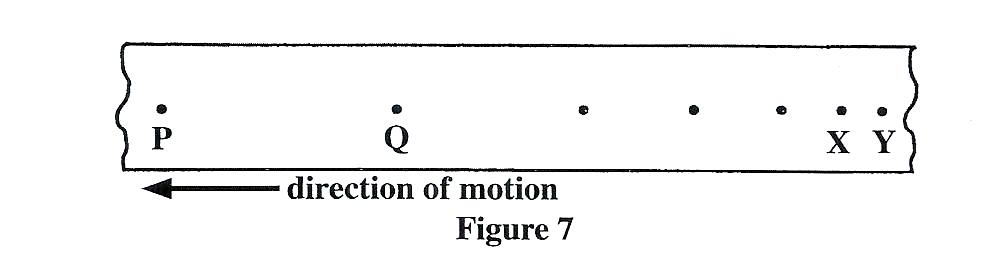 P Q X Y
direction of motion
Figure 7